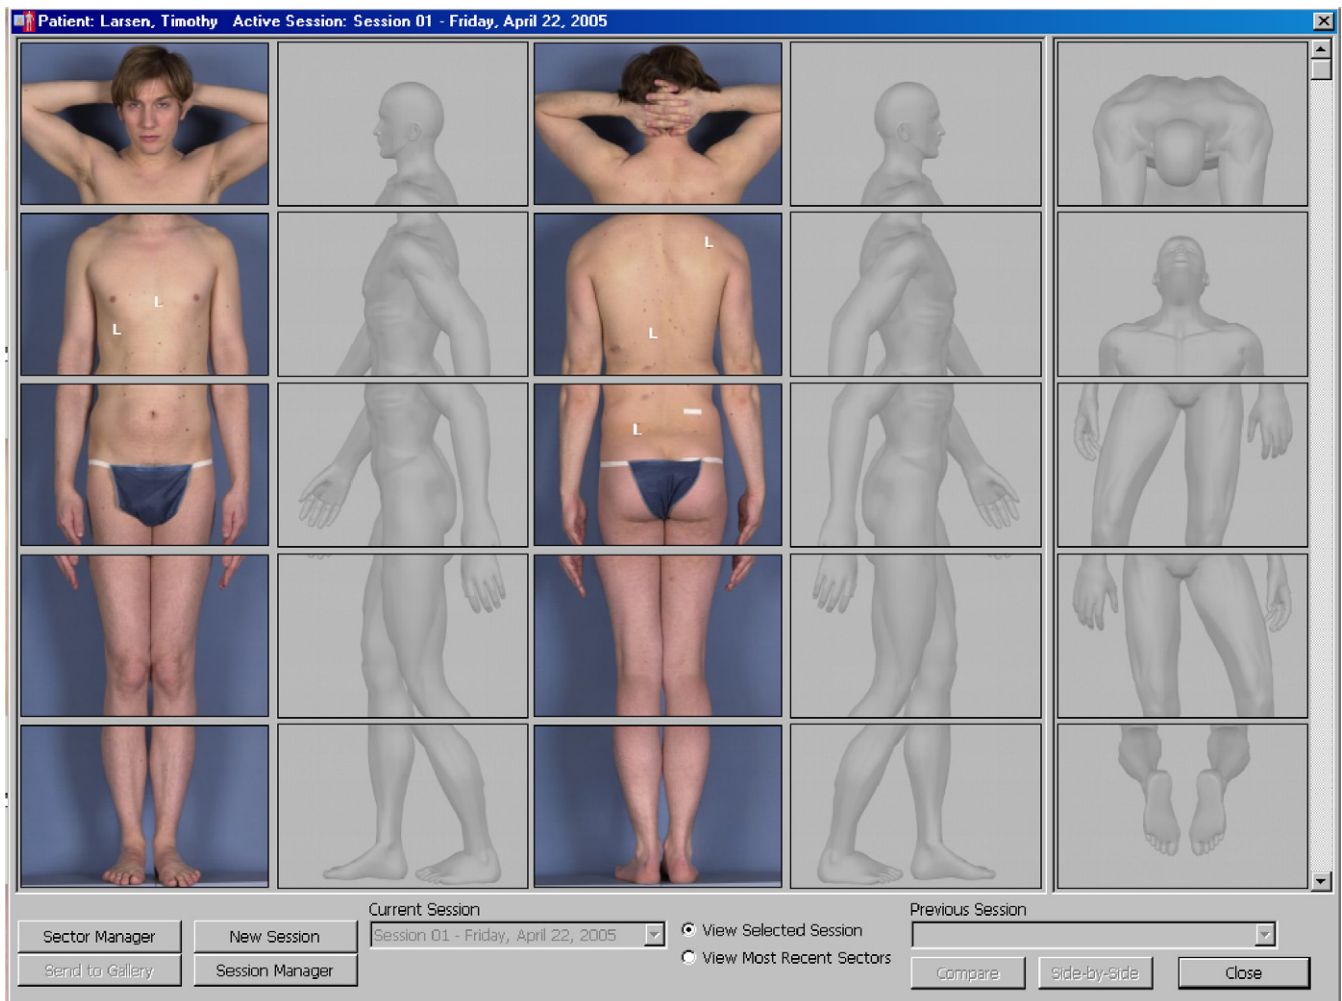 Patient: Larsen, Timothy Active Session: Session 01 - Friday, April 22, 2005
L
L
L
L
L
Current Session
Previous Session
Sector Manager
New Session
Session 01 - Friday, April 22, 2005
View Selected Session
Send to Gallery
Session Manager
View Most Recent Sectors
Compare
Side-by-Side
Close